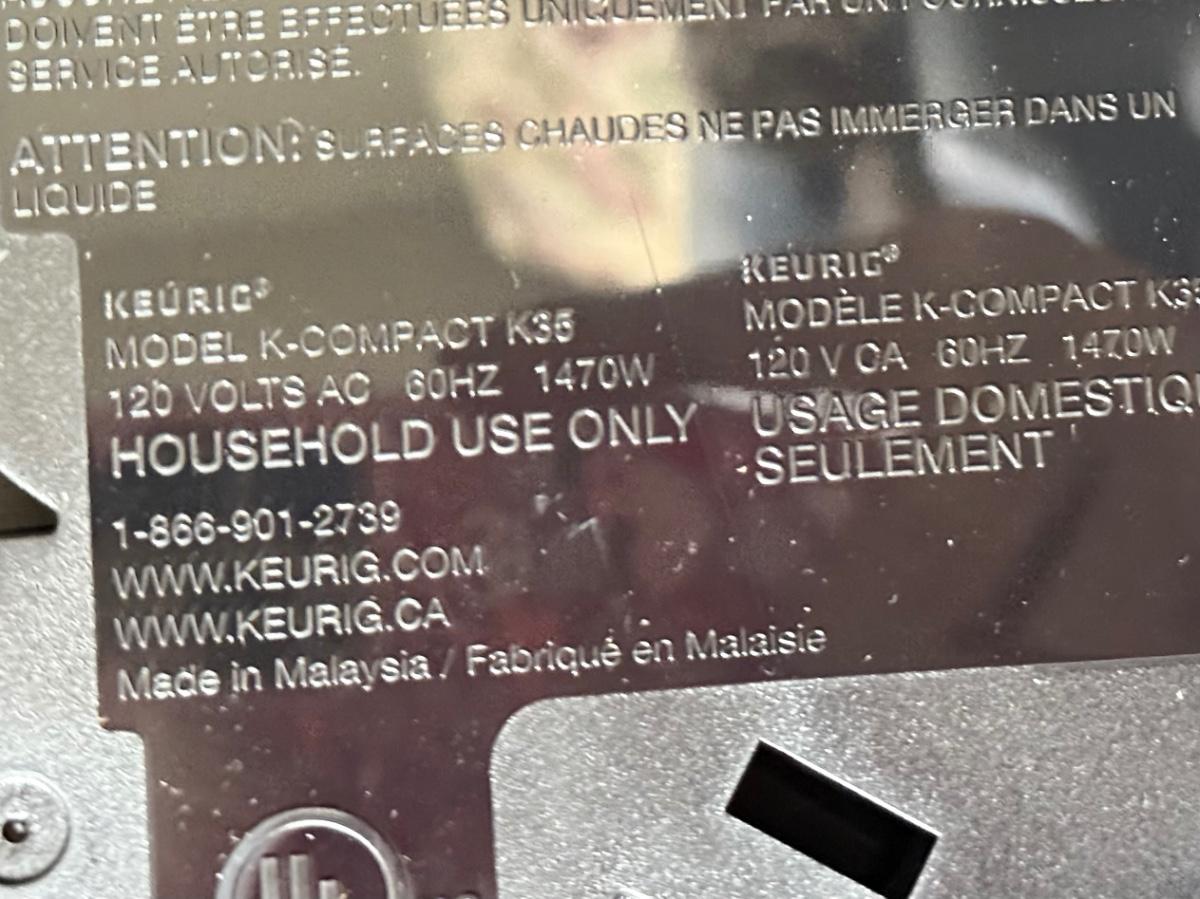 DOIVENT ÊTRE EFFECTUÉES UNIQUEMENT PAR UN
SERVICE AUTORISÉ.
ATTENTION: SURFACES CHAUDES NE PAS IMMERGER DANS UN
LIQUIDE
KEURIG®
MODEL K-COMPACT K35
120 VOLTS AC 60HZ 1470W
HOUSEHOLD USE ONLY
1-866-901-2739
WWW.KEURIG.COM
WWW.KEURIG.CA
Made in Malaysia / Fabriqué en Malaisie
KEURIG®
MODÈLE K-COMPACT K35
120 V CA 60HZ 1470W
USAGE DOMESTIQ
SEULEMENT
UL